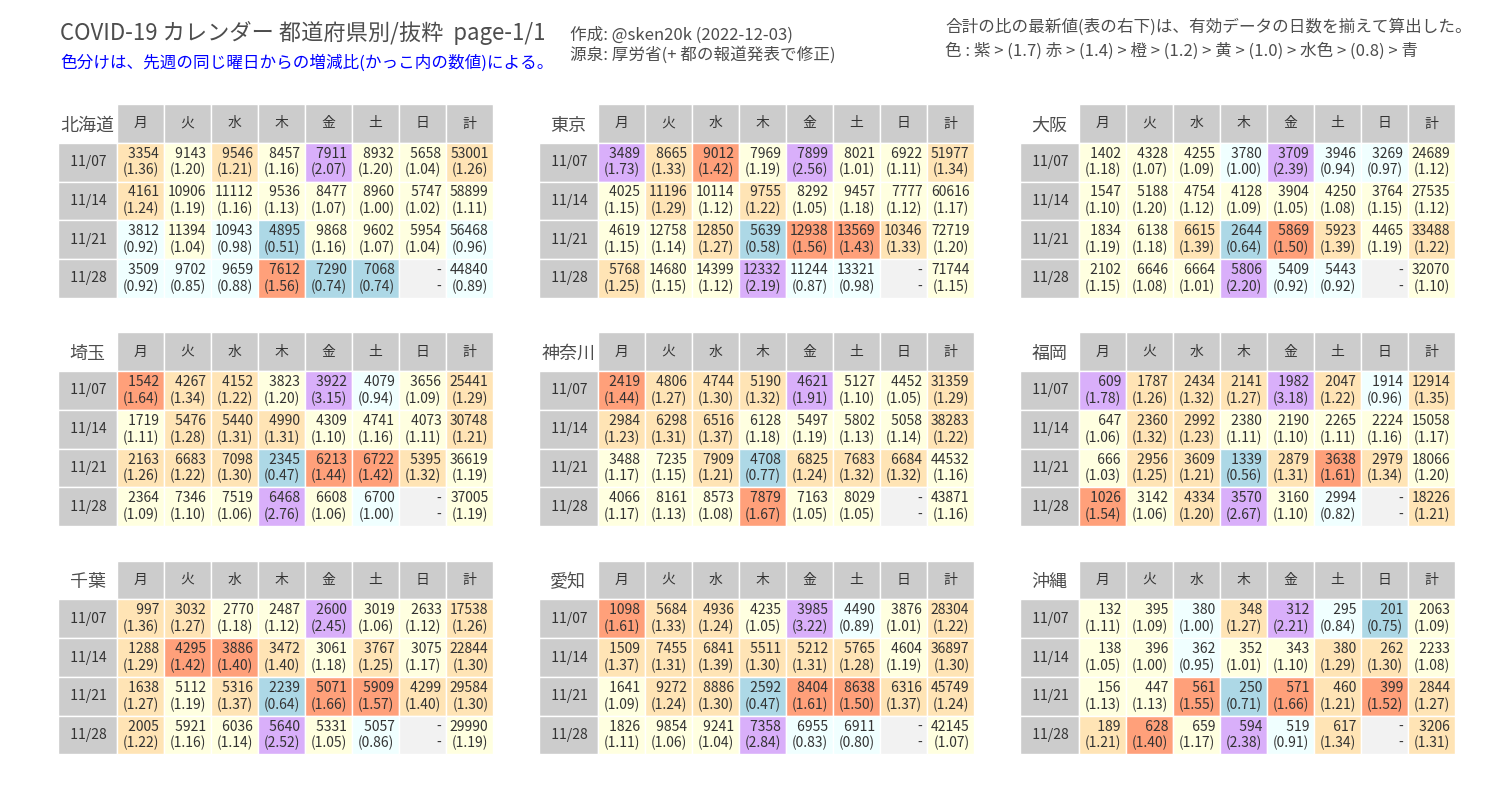 COVID-19 カレンダー 都道府県別/抜粋 page-1/1
作成: @sken20k (2022-12-03)
合計の比の最新値(表の右下)は、有効データの日数を揃えて算出した。
色分けは、先週の同じ曜日からの増減比(かっこ内の数値)による。
源泉: 厚労省(+ 都の報道発表で修正)
色 : 紫 > (1.7) 赤 > (1.4) > 橙 > (1.2) > 黄 > (1.0) > 水色 > (0.8) > 青
北海道 月 火 水 木 金 土 日 計
11/07 3354 9143 9546 8457 7911 8932 5658 53001
(1.36) (1.20) (1.21) (1.16) (2.07) (1.20) (1.04) (1.26)
11/14 4161 10906 11112 9536 8477 8960 5747 58899
(1.24) (1.19) (1.16) (1.13) (1.07) (1.00) (1.02) (1.11)
11/21 3812 11394 10943 4895 9868 9602 5954 56468
(0.92) (1.04) (0.98) (0.51) (1.16) (1.07) (1.04) (0.96)
11/28 3509 9702 9659 7612 7290 7068 - 44840
(0.92) (0.85) (0.88) (1.56) (0.74) (0.74) - (0.89)
東京 月 火 水 木 金 土 日 計
11/07 3489 8665 9012 7969 7899 8021 6922 51977
(1.73) (1.33) (1.42) (1.19) (2.56) (1.01) (1.11) (1.34)
11/14 4025 11196 10114 9755 8292 9457 7777 60616
(1.15) (1.29) (1.12) (1.22) (1.05) (1.18) (1.12) (1.17)
11/21 4619 12758 12850 5639 12938 13569 10346 72719
(1.15) (1.14) (1.27) (0.58) (1.56) (1.43) (1.33) (1.20)
11/28 5768 14680 14399 12332 11244 13321 - 71744
(1.25) (1.15) (1.12) (2.19) (0.87) (0.98) - (1.15)
大阪 月 火 水 木 金 土 日 計
11/07 1402 4328 4255 3780 3709 3946 3269 24689
(1.18) (1.07) (1.09) (1.00) (2.39) (0.94) (0.97) (1.12)
11/14 1547 5188 4754 4128 3904 4250 3764 27535
(1.10) (1.20) (1.12) (1.09) (1.05) (1.08) (1.15) (1.12)
11/21 1834 6138 6615 2644 5869 5923 4465 33488
(1.19) (1.18) (1.39) (0.64) (1.50) (1.39) (1.19) (1.22)
11/28 2102 6646 6664 5806 5409 5443 - 32070
(1.15) (1.08) (1.01) (2.20) (0.92) (0.92) - (1.10)
埼玉 月 火 水 木 金 土 日 計
11/07 1542 4267 4152 3823 3922 4079 3656 25441
(1.64) (1.34) (1.22) (1.20) (3.15) (0.94) (1.09) (1.29)
11/14 1719 5476 5440 4990 4309 4741 4073 30748
(1.11) (1.28) (1.31) (1.31) (1.10) (1.16) (1.11) (1.21)
11/21 2163 6683 7098 2345 6213 6722 5395 36619
(1.26) (1.22) (1.30) (0.47) (1.44) (1.42) (1.32) (1.19)
11/28 2364 7346 7519 6468 6608 6700 - 37005
(1.09) (1.10) (1.06) (2.76) (1.06) (1.00) - (1.19)
神奈川 月 火 水 木 金 土 日 計
11/07 2419 4806 4744 5190 4621 5127 4452 31359
(1.44) (1.27) (1.30) (1.32) (1.91) (1.10) (1.05) (1.29)
11/14 2984 6298 6516 6128 5497 5802 5058 38283
(1.23) (1.31) (1.37) (1.18) (1.19) (1.13) (1.14) (1.22)
11/21 3488 7235 7909 4708 6825 7683 6684 44532
(1.17) (1.15) (1.21) (0.77) (1.24) (1.32) (1.32) (1.16)
11/28 4066 8161 8573 7879 7163 8029 - 43871
(1.17) (1.13) (1.08) (1.67) (1.05) (1.05) - (1.16)
福岡 月 火 水 木 金 土 日 計
11/07 609 1787 2434 2141 1982 2047 1914 12914
(1.78) (1.26) (1.32) (1.27) (3.18) (1.22) (0.96) (1.35)
11/14 647 2360 2992 2380 2190 2265 2224 15058
(1.06) (1.32) (1.23) (1.11) (1.10) (1.11) (1.16) (1.17)
11/21 666 2956 3609 1339 2879 3638 2979 18066
(1.03) (1.25) (1.21) (0.56) (1.31) (1.61) (1.34) (1.20)
11/28 1026 3142 4334 3570 3160 2994 - 18226
(1.54) (1.06) (1.20) (2.67) (1.10) (0.82) - (1.21)
千葉 月 火 水 木 金 土 日 計
11/07 997 3032 2770 2487 2600 3019 2633 17538
(1.36) (1.27) (1.18) (1.12) (2.45) (1.06) (1.12) (1.26)
11/14 1288 4295 3886 3472 3061 3767 3075 22844
(1.29) (1.42) (1.40) (1.40) (1.18) (1.25) (1.17) (1.30)
11/21 1638 5112 5316 2239 5071 5909 4299 29584
(1.27) (1.19) (1.37) (0.64) (1.66) (1.57) (1.40) (1.30)
11/28 2005 5921 6036 5640 5331 5057 - 29990
(1.22) (1.16) (1.14) (2.52) (1.05) (0.86) - (1.19)
愛知 月 火 水 木 金 土 日 計
11/07 1098 5684 4936 4235 3985 4490 3876 28304
(1.61) (1.33) (1.24) (1.05) (3.22) (0.89) (1.01) (1.22)
11/14 1509 7455 6841 5511 5212 5765 4604 36897
(1.37) (1.31) (1.39) (1.30) (1.31) (1.28) (1.19) (1.30)
11/21 1641 9272 8886 2592 8404 8638 6316 45749
(1.09) (1.24) (1.30) (0.47) (1.61) (1.50) (1.37) (1.24)
11/28 1826 9854 9241 7358 6955 6911 - 42145
(1.11) (1.06) (1.04) (2.84) (0.83) (0.80) - (1.07)
沖縄 月 火 水 木 金 土 日 計
11/07 132 395 380 348 312 295 201 2063
(1.11) (1.09) (1.00) (1.27) (2.21) (0.84) (0.75) (1.09)
11/14 138 396 362 352 343 380 262 2233
(1.05) (1.00) (0.95) (1.01) (1.10) (1.29) (1.30) (1.08)
11/21 156 447 561 250 571 460 399 2844
(1.13) (1.13) (1.55) (0.71) (1.66) (1.21) (1.52) (1.27)
11/28 189 628 659 594 519 617 - 3206
(1.21) (1.40) (1.17) (2.38) (0.91) (1.34) - (1.31)